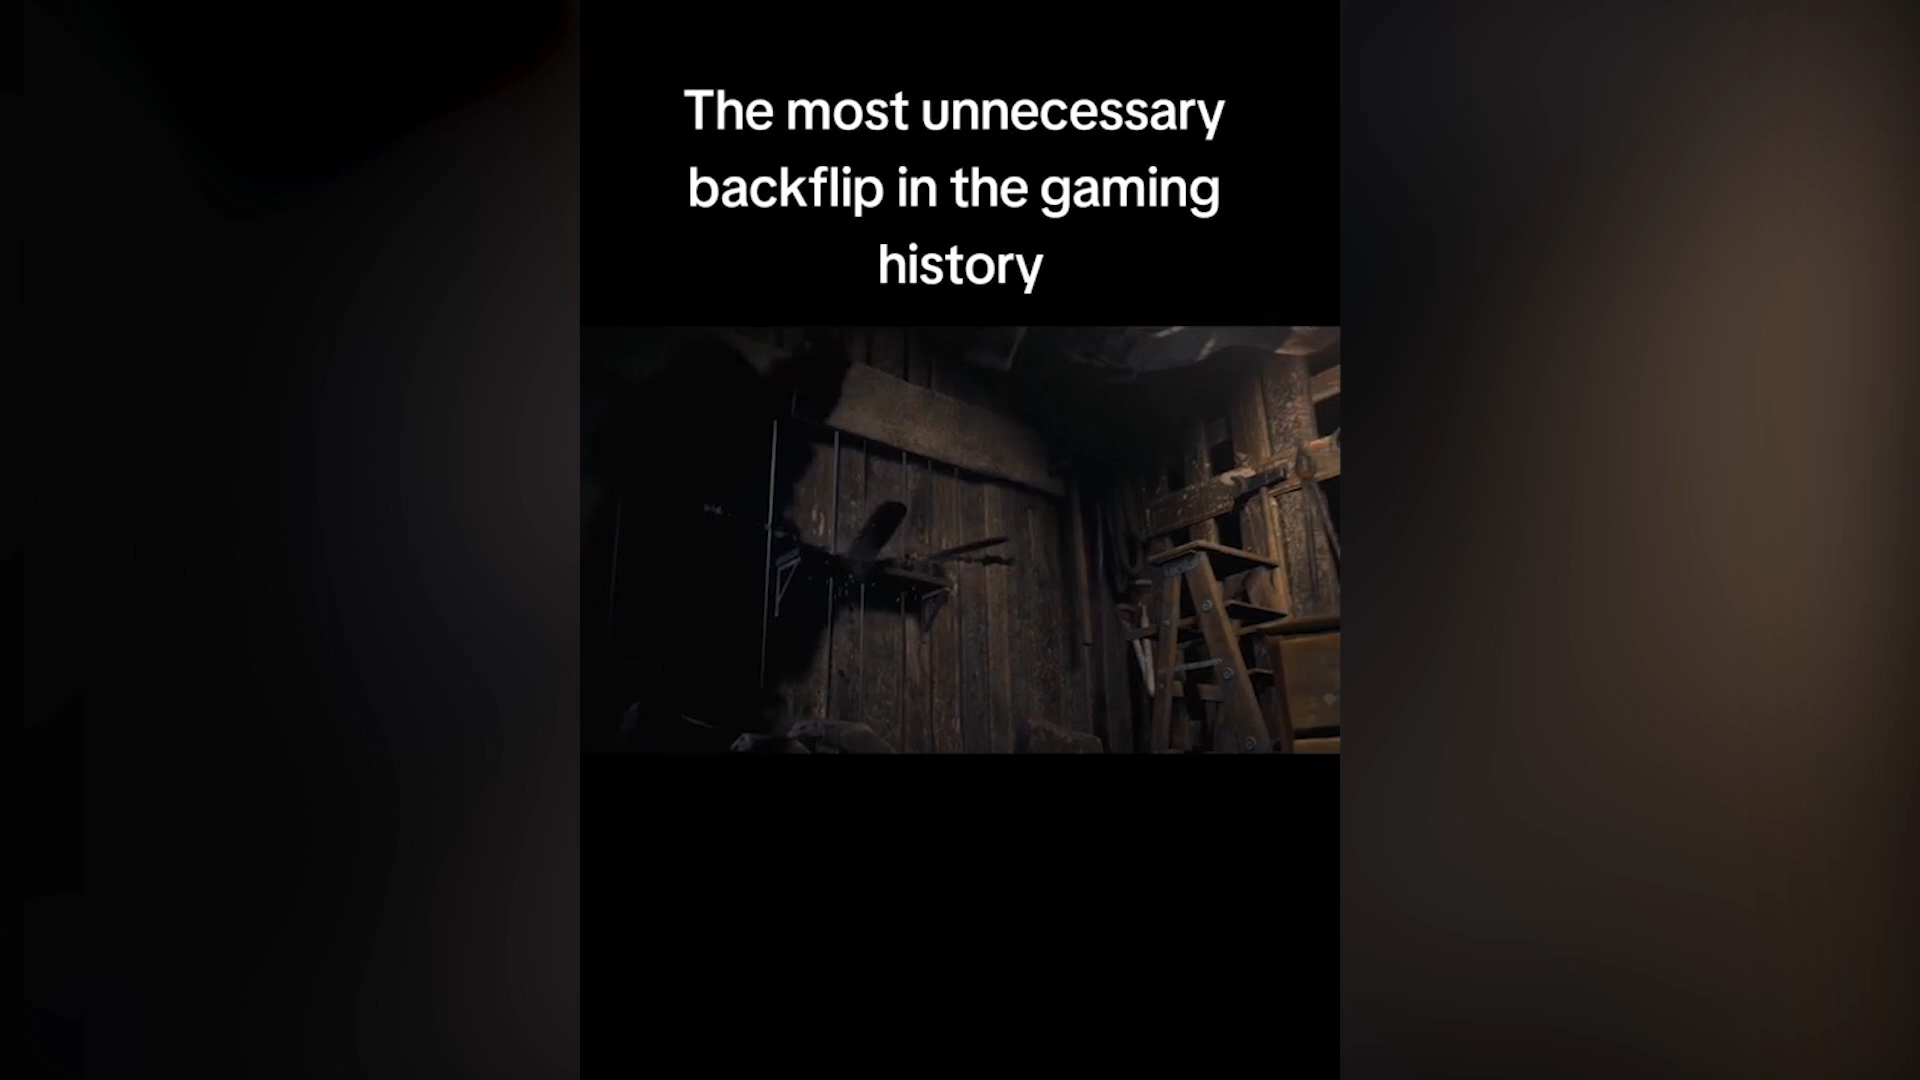 The most unnecessary
backflip in the gaming
history